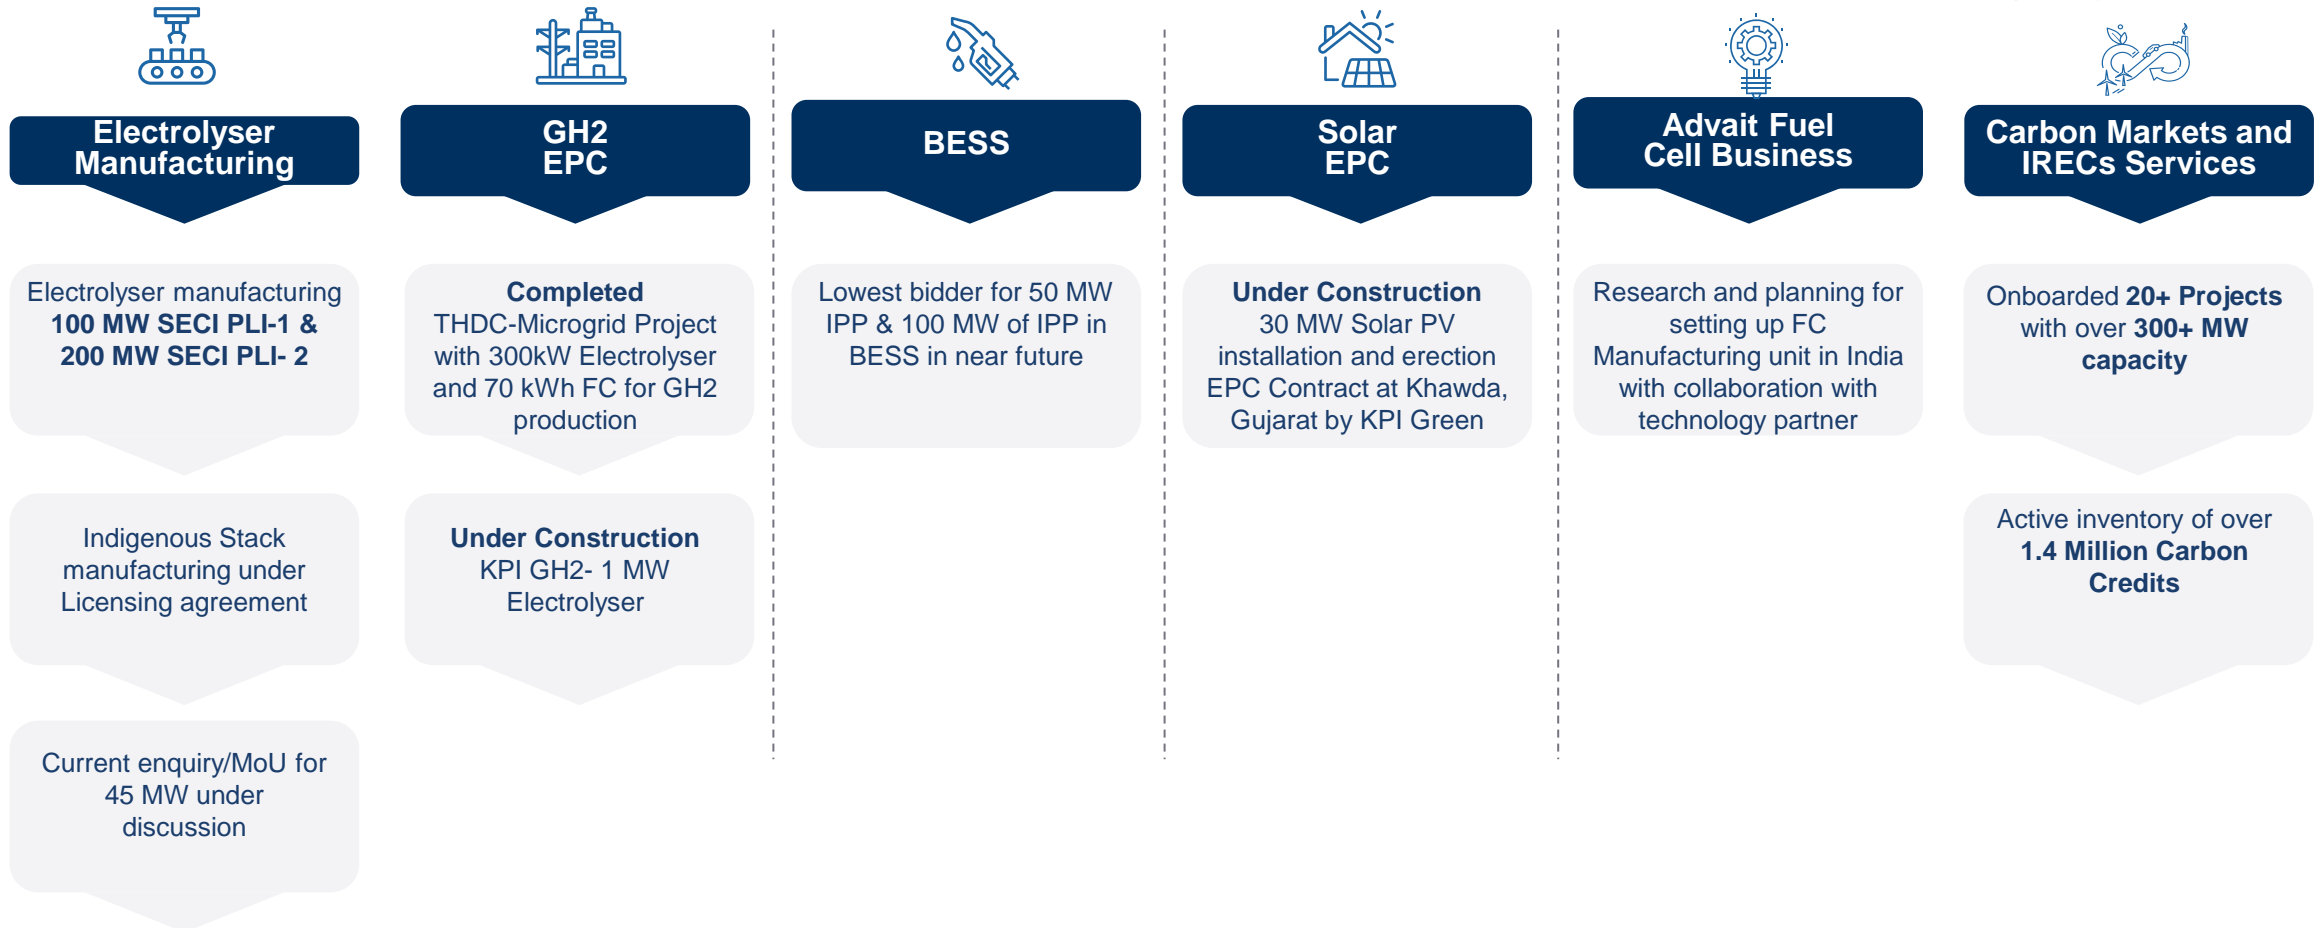 Electrolyser
Manufacturing
Electrolyser manufacturing
100 MW SECI PLI-1 &
200 MW SECI PLI- 2
Indigenous Stack
manufacturing under
Licensing agreement
Current enquiry/MoU for
45 MW under
discussion
GH2
EPC
Completed
THDC-Microgrid Project
with 300kW Electrolyser
and 70 kWh FC for GH2
production
Under Construction
KPI GH2- 1 MW
Electrolyser
BESS
Lowest bidder for 50 MW
IPP & 100 MW of IPP in
BESS in near future
Solar
EPC
Under Construction
30 MW Solar PV
installation and erection
EPC Contract at Khawda,
Gujarat by KPI Green
Advait Fuel
Cell Business
Research and planning for
setting up FC
Manufacturing unit in India
with collaboration with
technology partner
Carbon Markets and
IRECs Services
Onboarded 20+ Projects
with over 300+ MW
capacity
Active inventory of over
1.4 Million Carbon
Credits